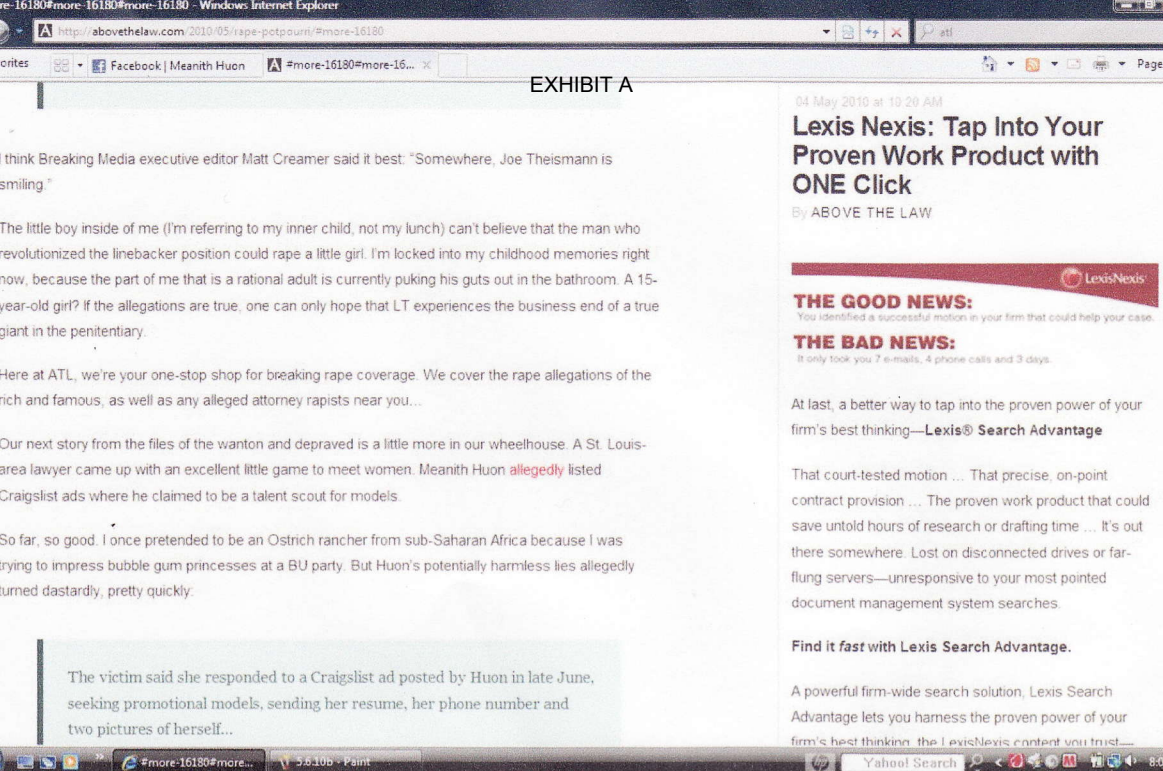 re-16180#more-16180#more-16180 - Windows Internet Explorer
http://abovethelaw.com/2010/05/rape-potpourri/#more-16180
atl
orites
Facebook | Meanith Huon
#more-16180#more-16...
Page
EXHIBIT A
I think Breaking Media executive editor Matt Creamer said it best: “Somewhere, Joe Theismann is
smiling.”
The little boy inside of me (I’m referring to my inner child, not my lunch) can’t believe that the man who
revolutionized the linebacker position could rape a little girl. I’m locked into my childhood memories right
now, because the part of me that is a rational adult is currently puking his guts out in the bathroom. A 15-
year-old girl? If the allegations are true, one can only hope that LT experiences the business end of a true
giant in the penitentiary.
Here at ATL, we’re your one-stop shop for breaking rape coverage. We cover the rape allegations of the
rich and famous, as well as any alleged attorney rapists near you...
Our next story from the files of the wanton and depraved is a little more in our wheelhouse. A St. Louis-
area lawyer came up with an excellent little game to meet women. Meanith Huon allegedly listed
Craigslist ads where he claimed to be a talent scout for models.
So far, so good. I once pretended to be an Ostrich rancher from sub-Saharan Africa because I was
trying to impress bubble gum princesses at a BU party. But Huon’s potentially harmless lies allegedly
turned dastardly, pretty quickly:
The victim said she responded to a Craigslist ad posted by Huon in late June,
seeking promotional models, sending her resume, her phone number and
two pictures of herself...
04 May 2010 at 10:20 AM
Lexis Nexis: Tap Into Your
Proven Work Product with
ONE Click
By ABOVE THE LAW
LexisNexis
THE GOOD NEWS:
You identified a successful motion in your firm that could help your case.
THE BAD NEWS:
It only took you 7 e-mails, 4 phone calls and 3 days.
At last, a better way to tap into the proven power of your
firm’s best thinking—Lexis® Search Advantage
That court-tested motion ... That precise, on-point
contract provision ... The proven work product that could
save untold hours of research or drafting time ... It’s out
there somewhere. Lost on disconnected drives or far-
flung servers—unresponsive to your most pointed
document management system searches.
Find it fast with Lexis Search Advantage.
A powerful firm-wide search solution, Lexis Search
Advantage lets you harness the proven power of your
firm’s best thinking, the LexisNexis content you trust—
#more-16180#more...
5.6.10b - Paint
hp
Yahoo! Search
8:0